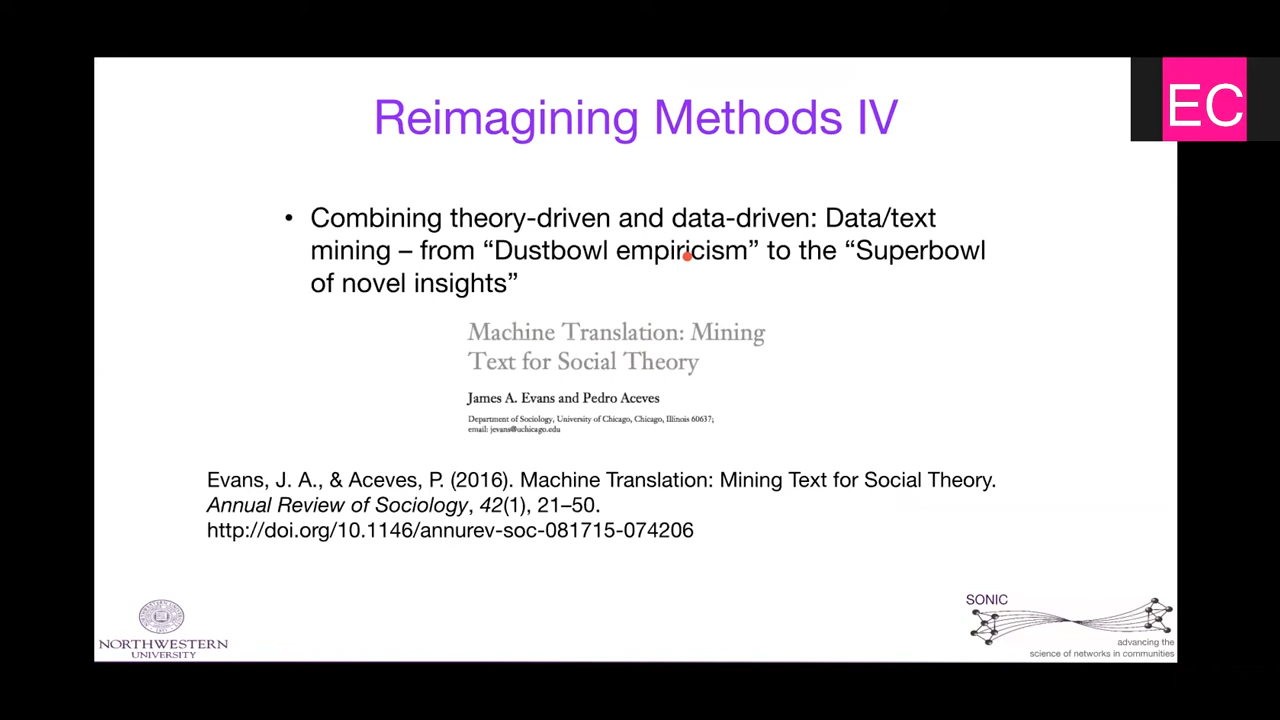 Reimagining Methods IV
EC
• Combining theory-driven and data-driven: Data/text
mining – from “Dustbowl empiricism” to the “Superbowl
of novel insights”
Machine Translation: Mining
Text for Social Theory
James A. Evans and Pedro Aceves
Department of Sociology, University of Chicago, Chicago, Illinois 60637;
email: jevans@uchicago.edu
Evans, J. A., & Aceves, P. (2016). Machine Translation: Mining Text for Social Theory.
Annual Review of Sociology, 42(1), 21–50.
http://doi.org/10.1146/annurev-soc-081715-074206
NORTHWESTERN
UNIVERSITY
SONIC
advancing the
science of networks in communities